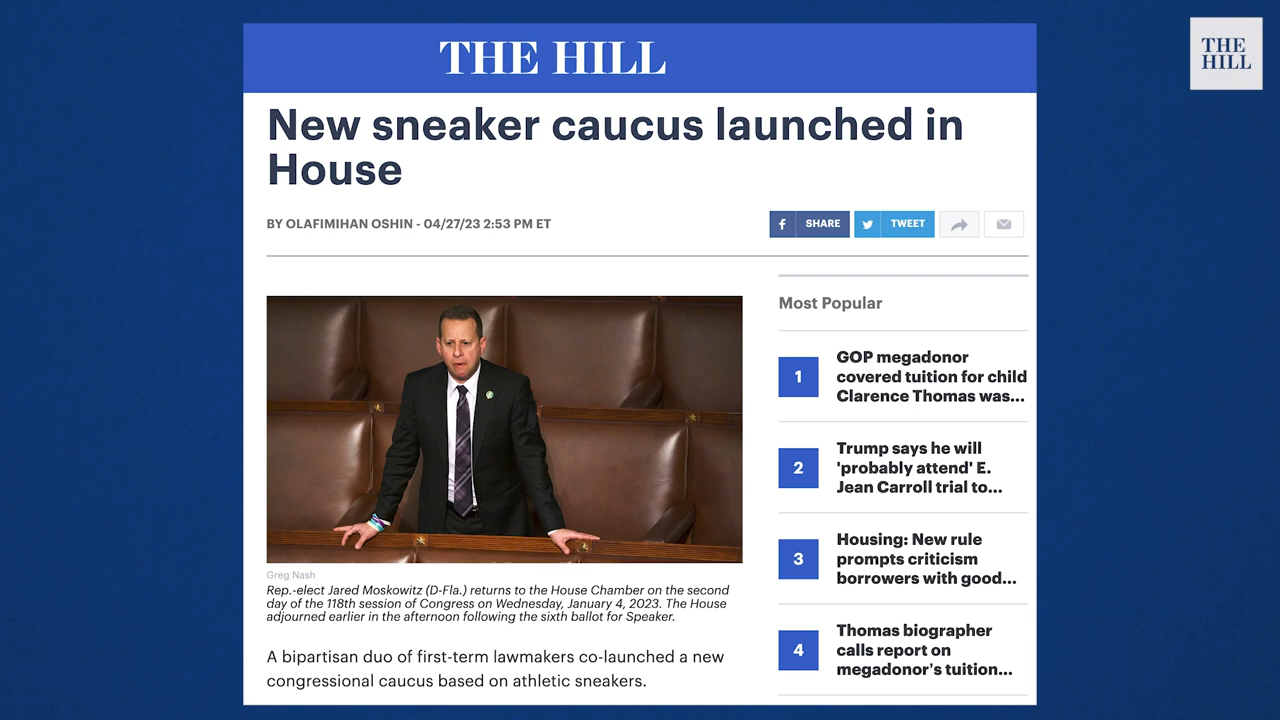 THE HILL
THE
HILL
New sneaker caucus launched in
House
BY OLAFIMIHAN OSHIN - 04/27/23 2:53 PM ET
SHARE
TWEET
Greg Nash
Rep.-elect Jared Moskowitz (D-Fla.) returns to the House Chamber on the second
day of the 118th session of Congress on Wednesday, January 4, 2023. The House
adjourned earlier in the afternoon following the sixth ballot for Speaker.
A bipartisan duo of first-term lawmakers co-launched a new
congressional caucus based on athletic sneakers.
Most Popular
1
GOP megadonor
covered tuition for child
Clarence Thomas was...
2
Trump says he will
'probably attend' E.
Jean Carroll trial to...
3
Housing: New rule
prompts criticism
borrowers with good...
4
Thomas biographer
calls report on
megadonor’s tuition...